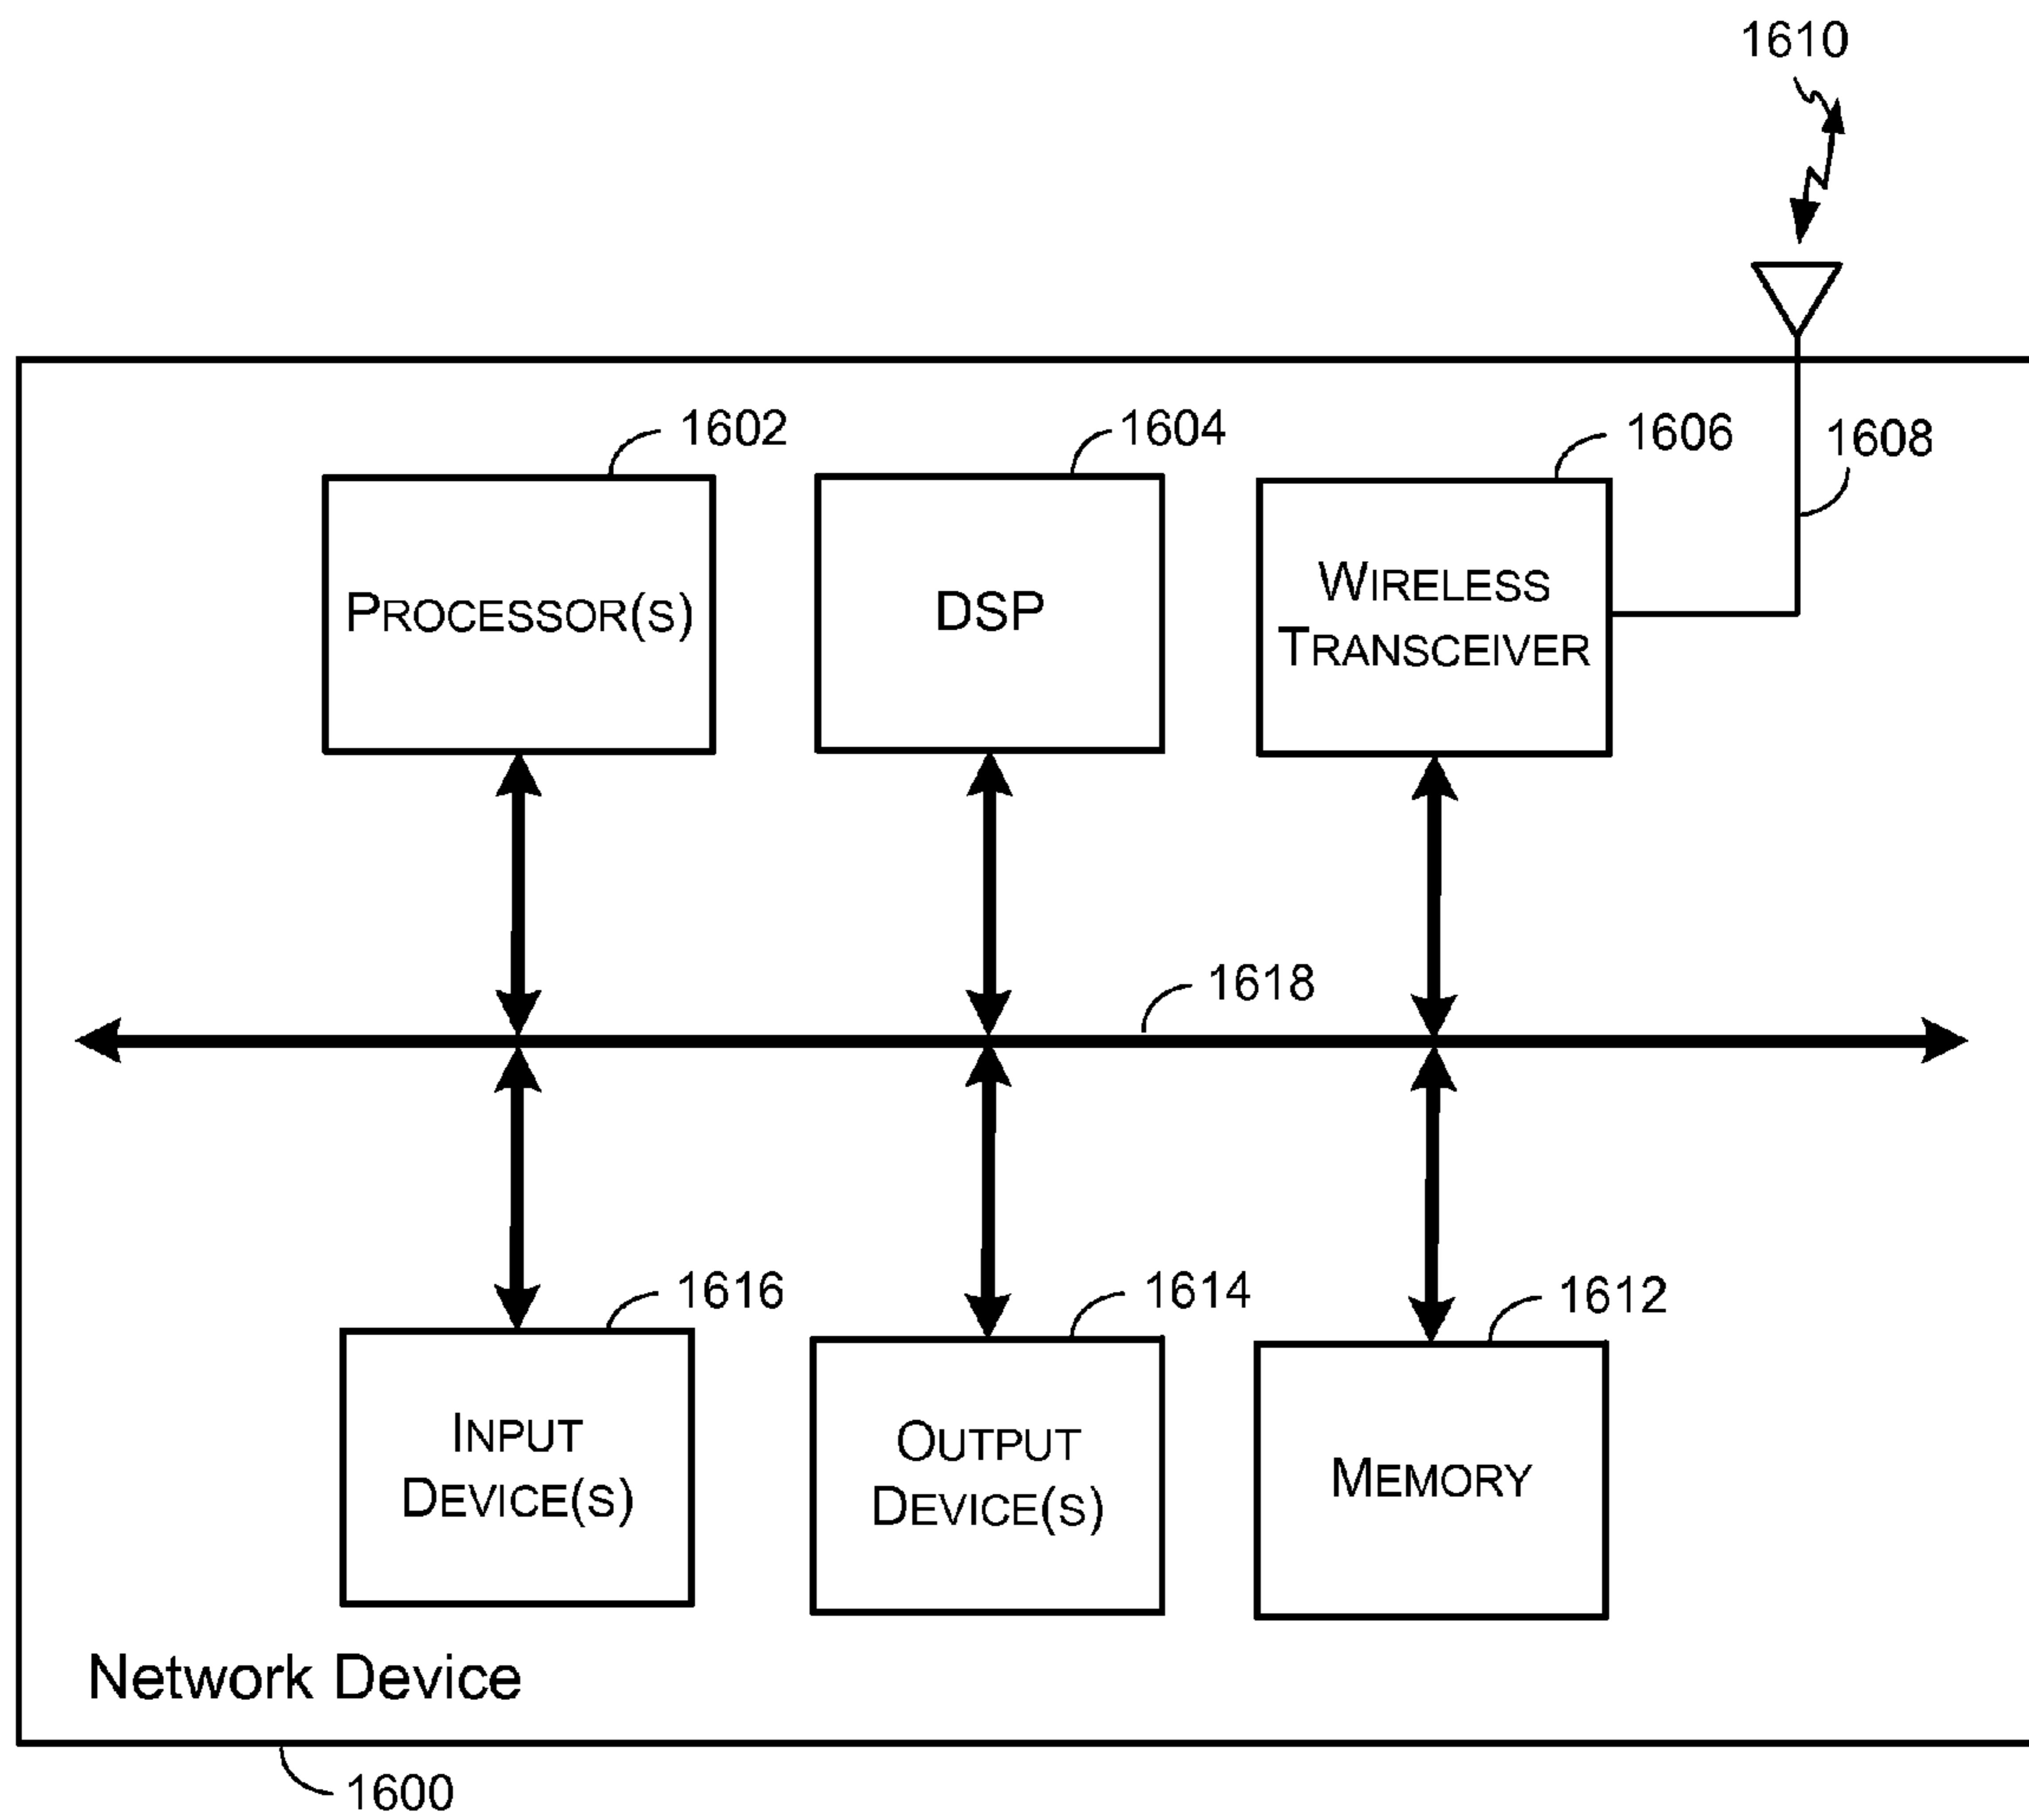 1610
1602
1604
1606
1608
PROCESSOR(S)
DSP
WIRELESS
TRANSCEIVER
1618
1616
1614
1612
INPUT
DEVICE(S)
OUTPUT
DEVICE(S)
MEMORY
Network Device
1600